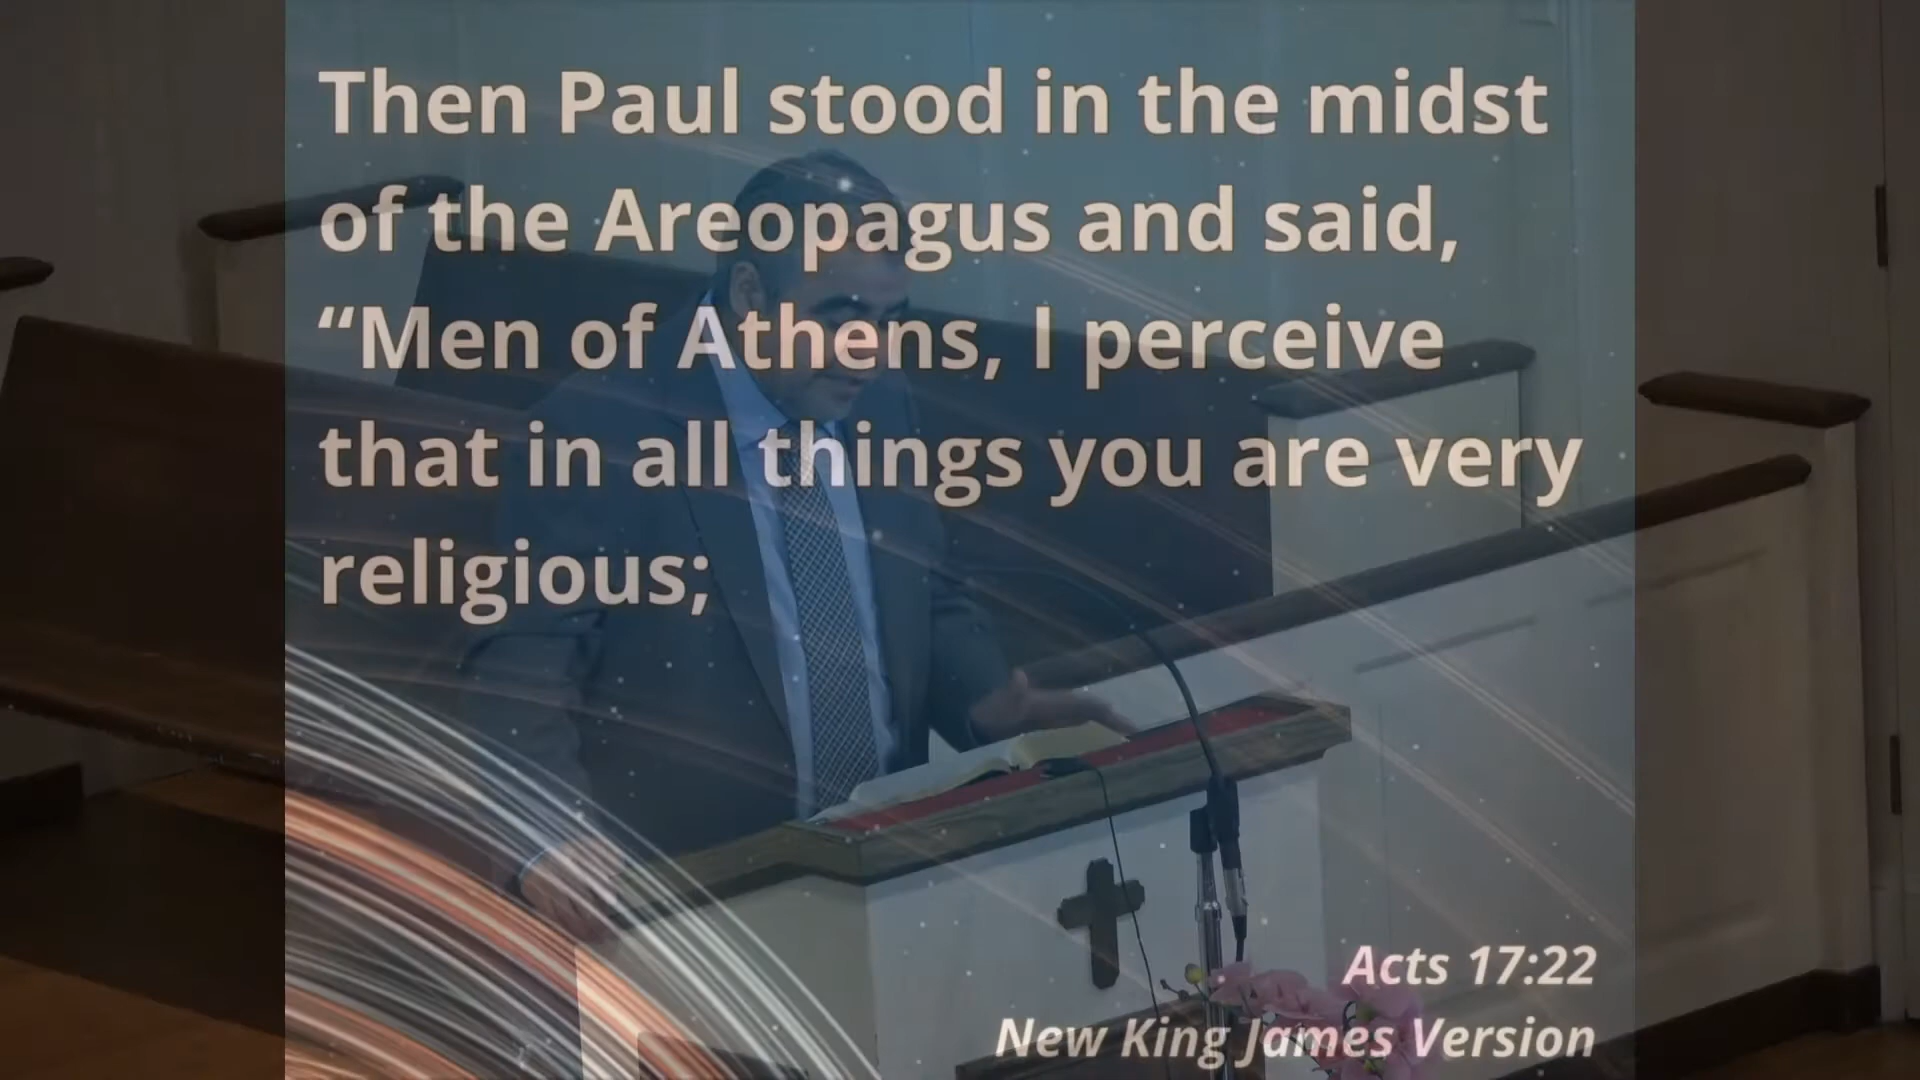 Then Paul stood in the midst
of the Areopagus and said,
“Men of Athens, I perceive
that in all things you are very
religious;
Acts 17:22
New King James Version